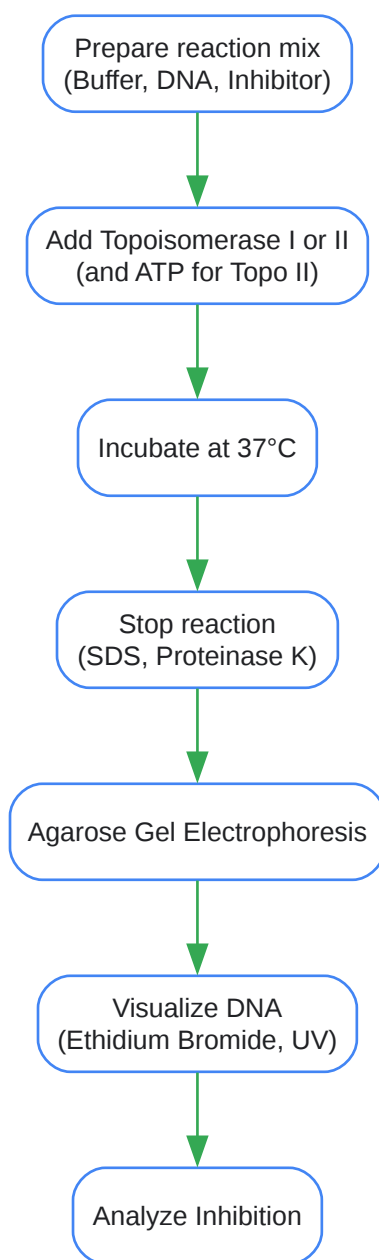 Prepare reaction mix
(Buffer, DNA, Inhibitor)
Add Topoisomerase I or II
(and ATP for Topo II)
Incubate at 37°C
Stop reaction
(SDS, Proteinase K)
Agarose Gel Electrophoresis
Visualize DNA
(Ethidium Bromide, UV)
Analyze Inhibition